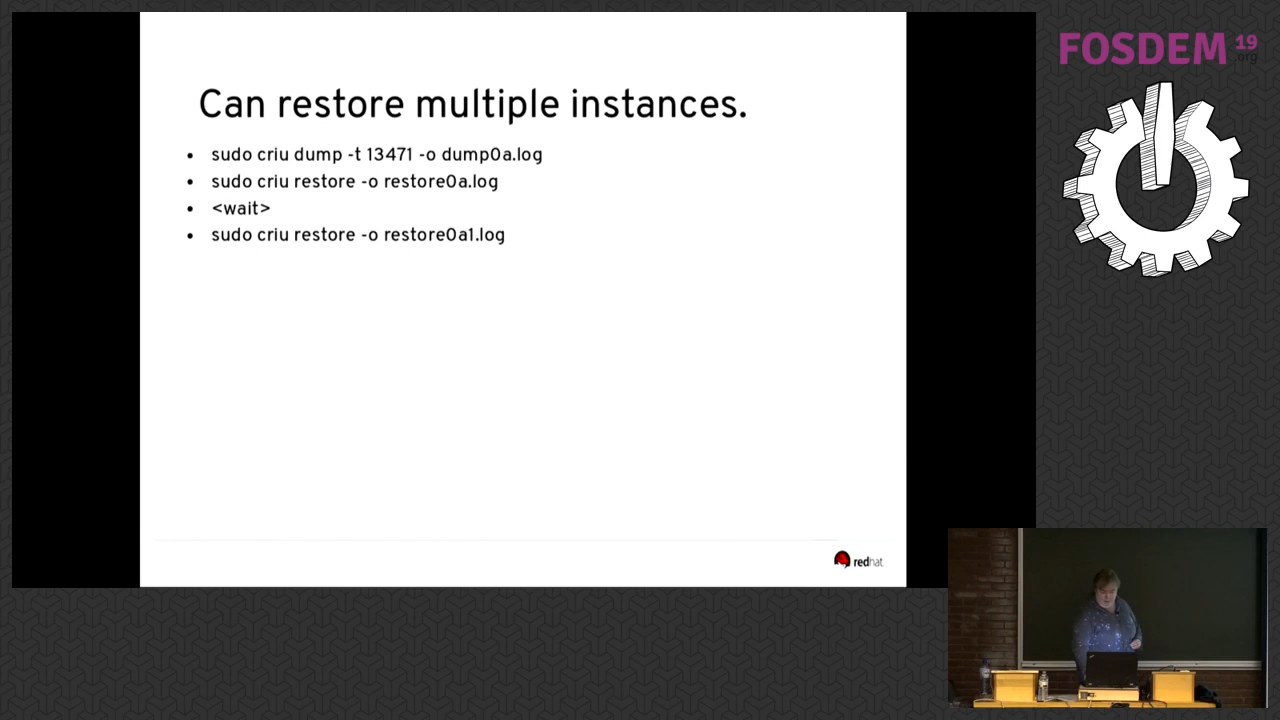 FOSDEM 19
.org
Can restore multiple instances.
• sudo criu dump -t 13471 -o dump0a.log
• sudo criu restore -o restore0a.log
• <wait>
• sudo criu restore -o restore0a1.log
redhat